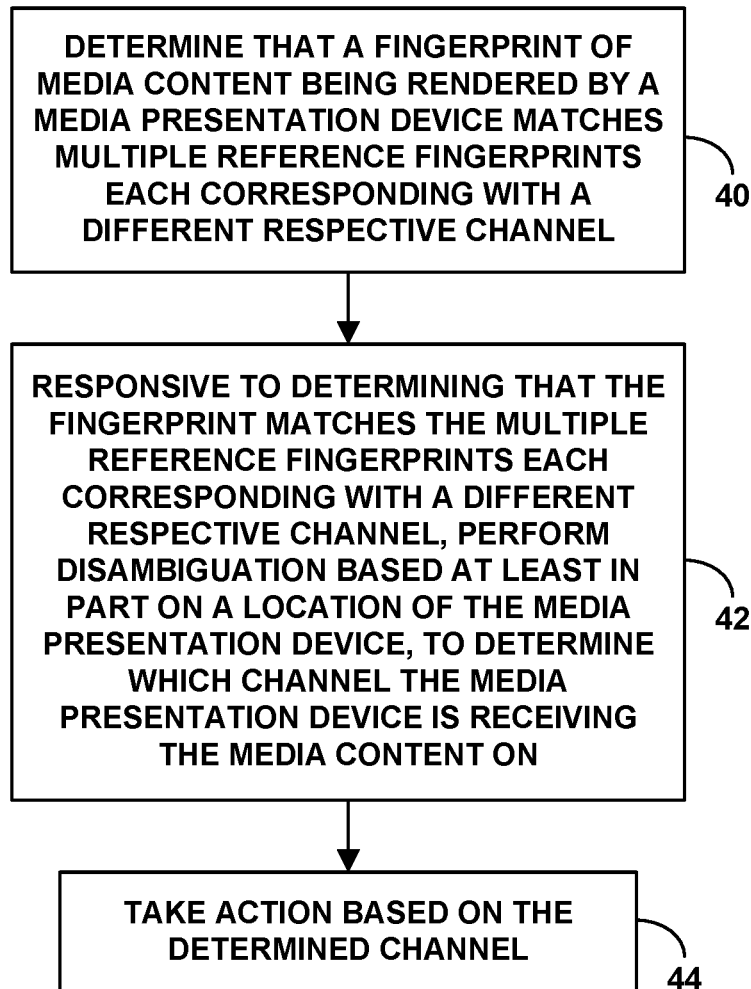 DETERMINE THAT A FINGERPRINT OF
MEDIA CONTENT BEING RENDERED BY A
MEDIA PRESENTATION DEVICE MATCHES
MULTIPLE REFERENCE FINGERPRINTS
EACH CORRESPONDING WITH A
DIFFERENT RESPECTIVE CHANNEL
40
RESPONSIVE TO DETERMINING THAT THE
FINGERPRINT MATCHES THE MULTIPLE
REFERENCE FINGERPRINTS EACH
CORRESPONDING WITH A DIFFERENT
RESPECTIVE CHANNEL, PERFORM
DISAMBIGUATION BASED AT LEAST IN
PART ON A LOCATION OF THE MEDIA
PRESENTATION DEVICE, TO DETERMINE
WHICH CHANNEL THE MEDIA
PRESENTATION DEVICE IS RECEIVING
THE MEDIA CONTENT ON
42
TAKE ACTION BASED ON THE
DETERMINED CHANNEL
44